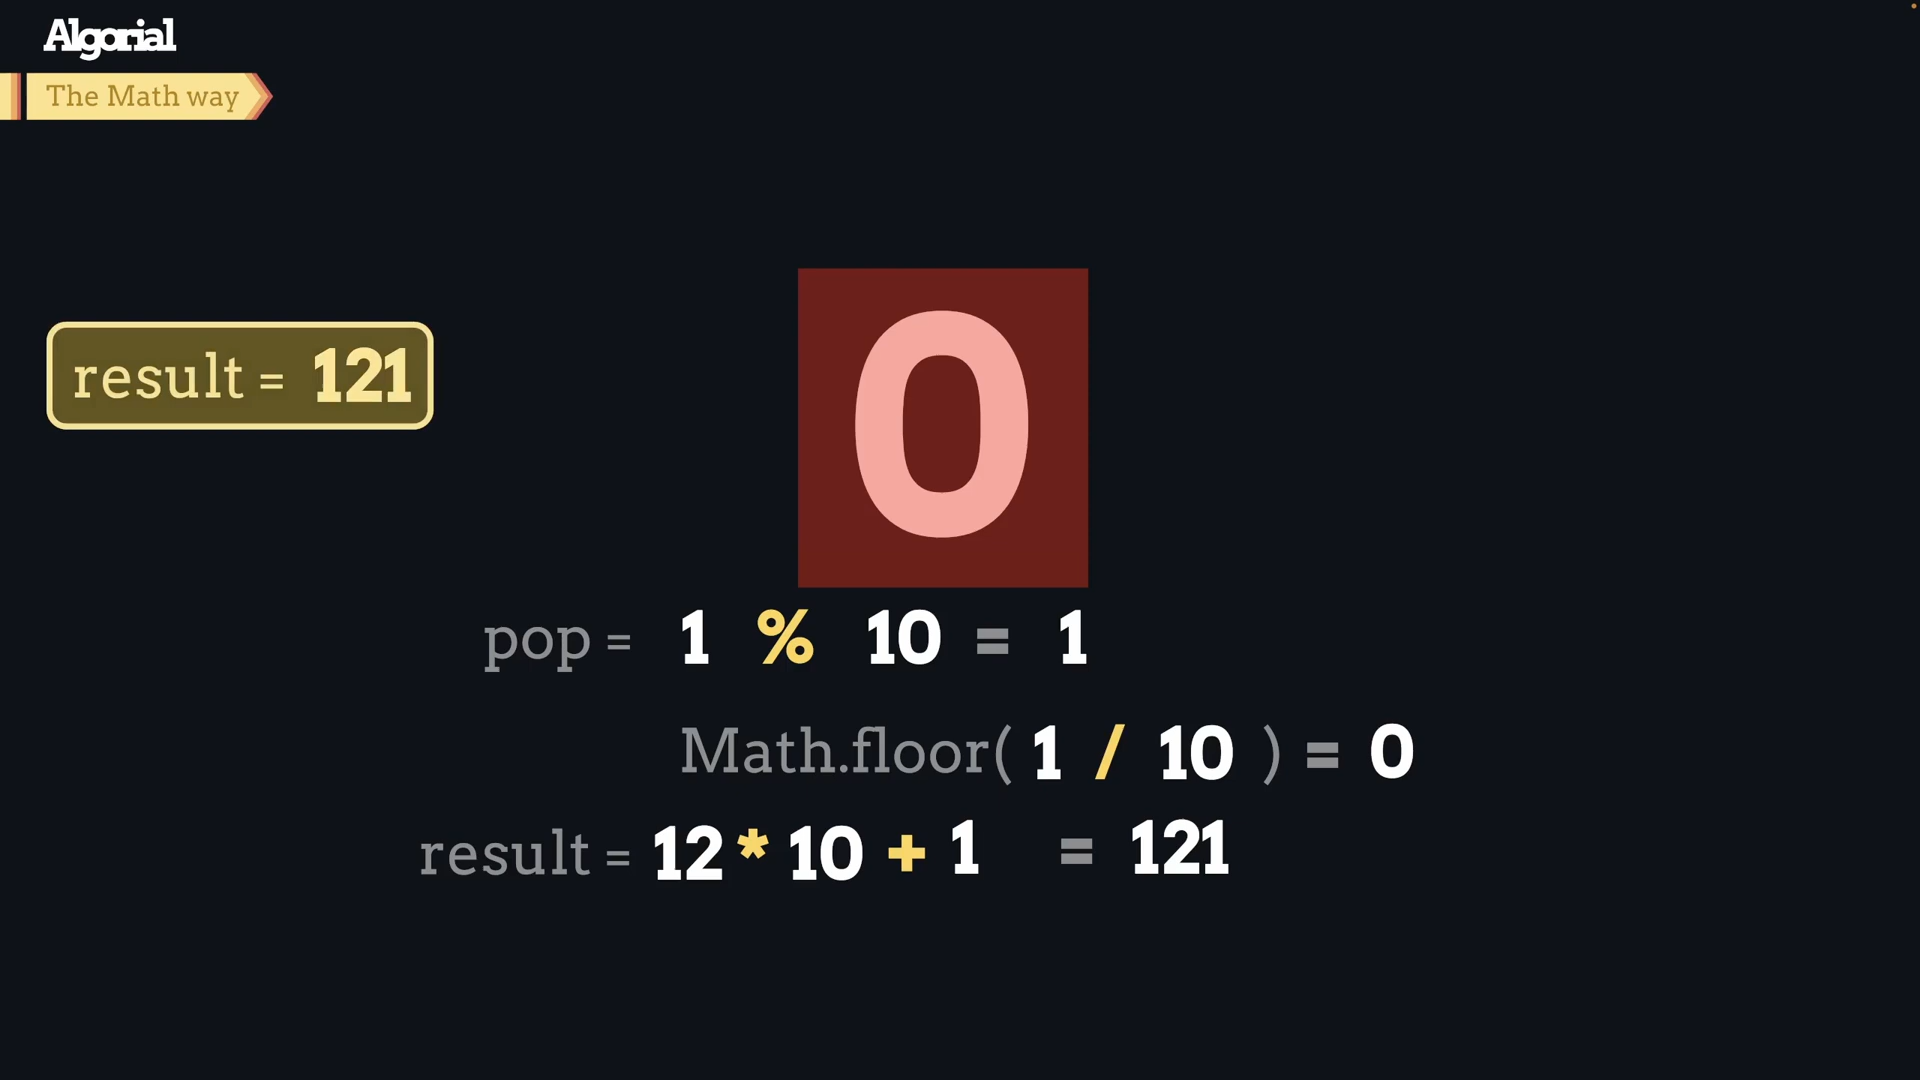 Algorial
The Math way
result = 121
0
pop = 1 % 10 = 1
Math.floor( 1 / 10 ) = 0
result = 12 * 10 + 1 = 121